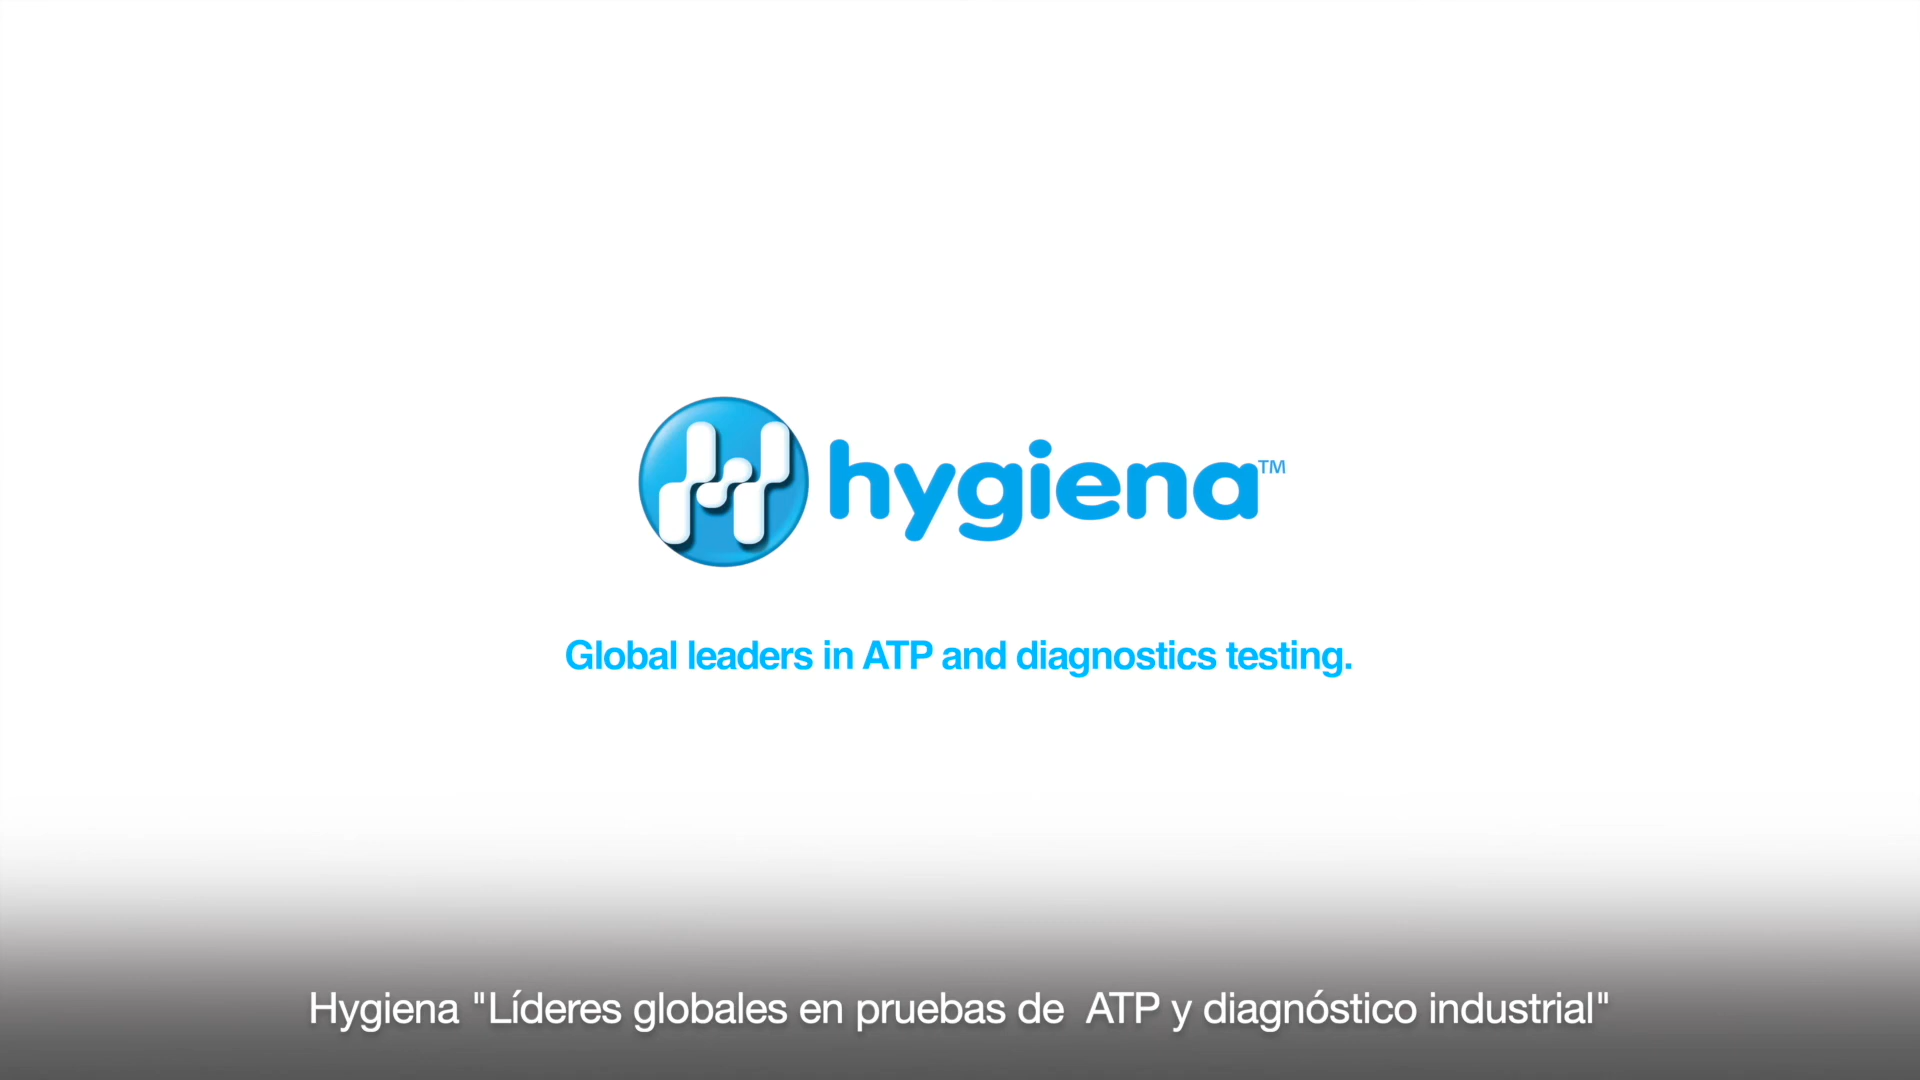 hygiena™
Global leaders in ATP and diagnostics testing.
Hygiena "Líderes globales en pruebas de  ATP y diagnóstico industrial"